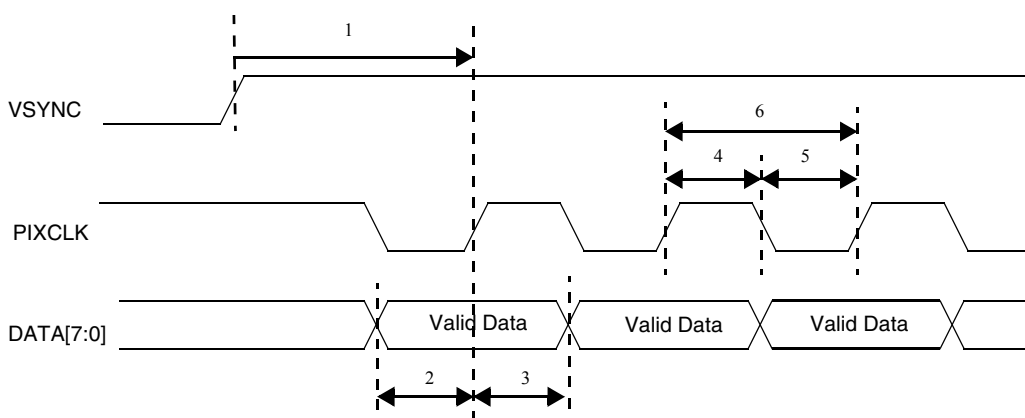 1
VSYNC
6
4 5
PIXCLK
DATA[7:0] Valid Data Valid Data Valid Data
2 3